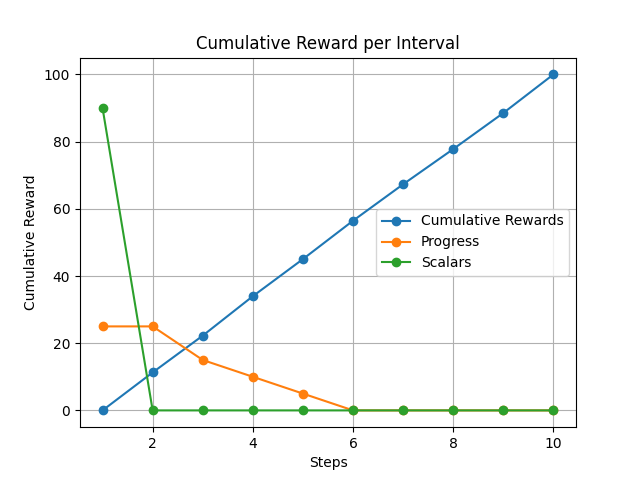 Cumulative Reward per Interval
Cumulative Reward
100
80
60
40
20
0
Cumulative Rewards
Progress
Scalars
2 4 6 8 10
Steps